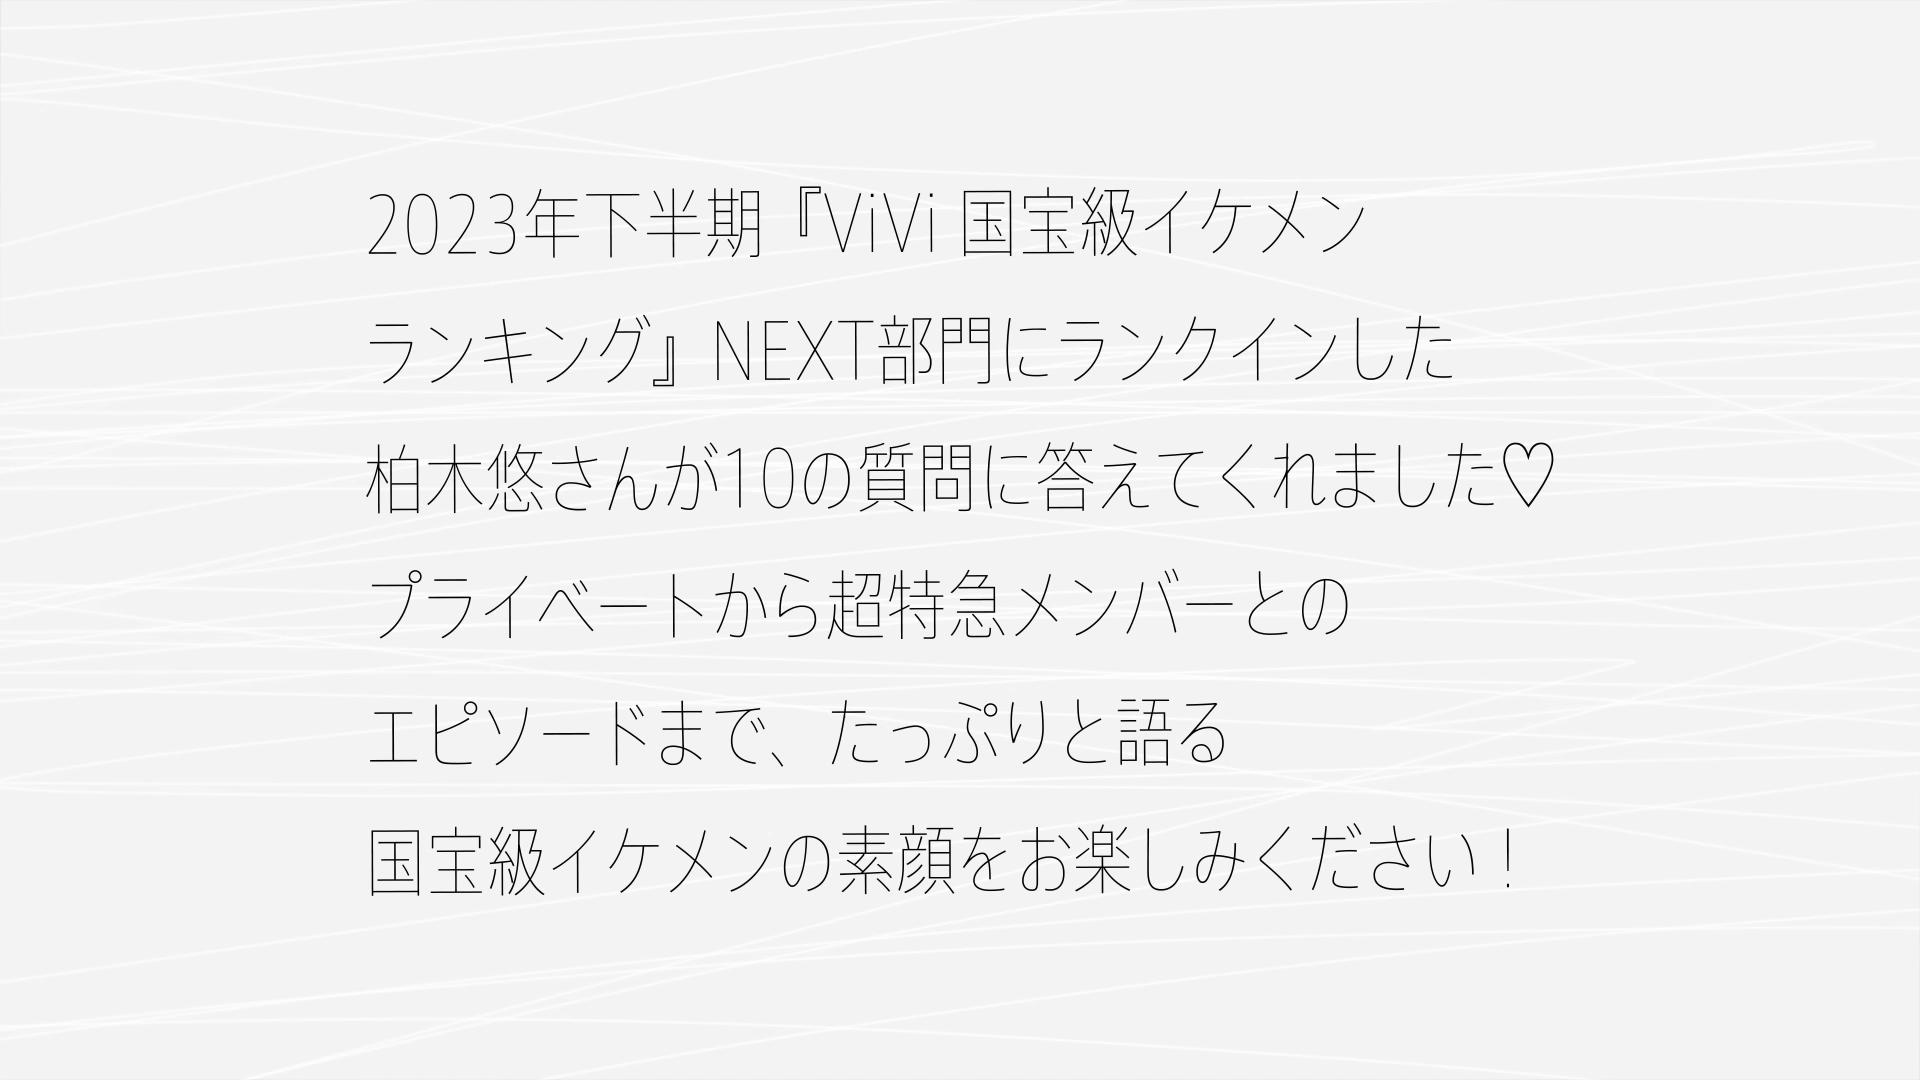 2023年下半期『ViVi 国宝級イケメン
ランキング』NEXT部門にランクインした
柏木悠さんが10の質問に答えてくれました♡
プライベートから超特急メンバーとの
エピソードまで、たっぷりと語る
国宝級イケメンの素顔をお楽しみください！